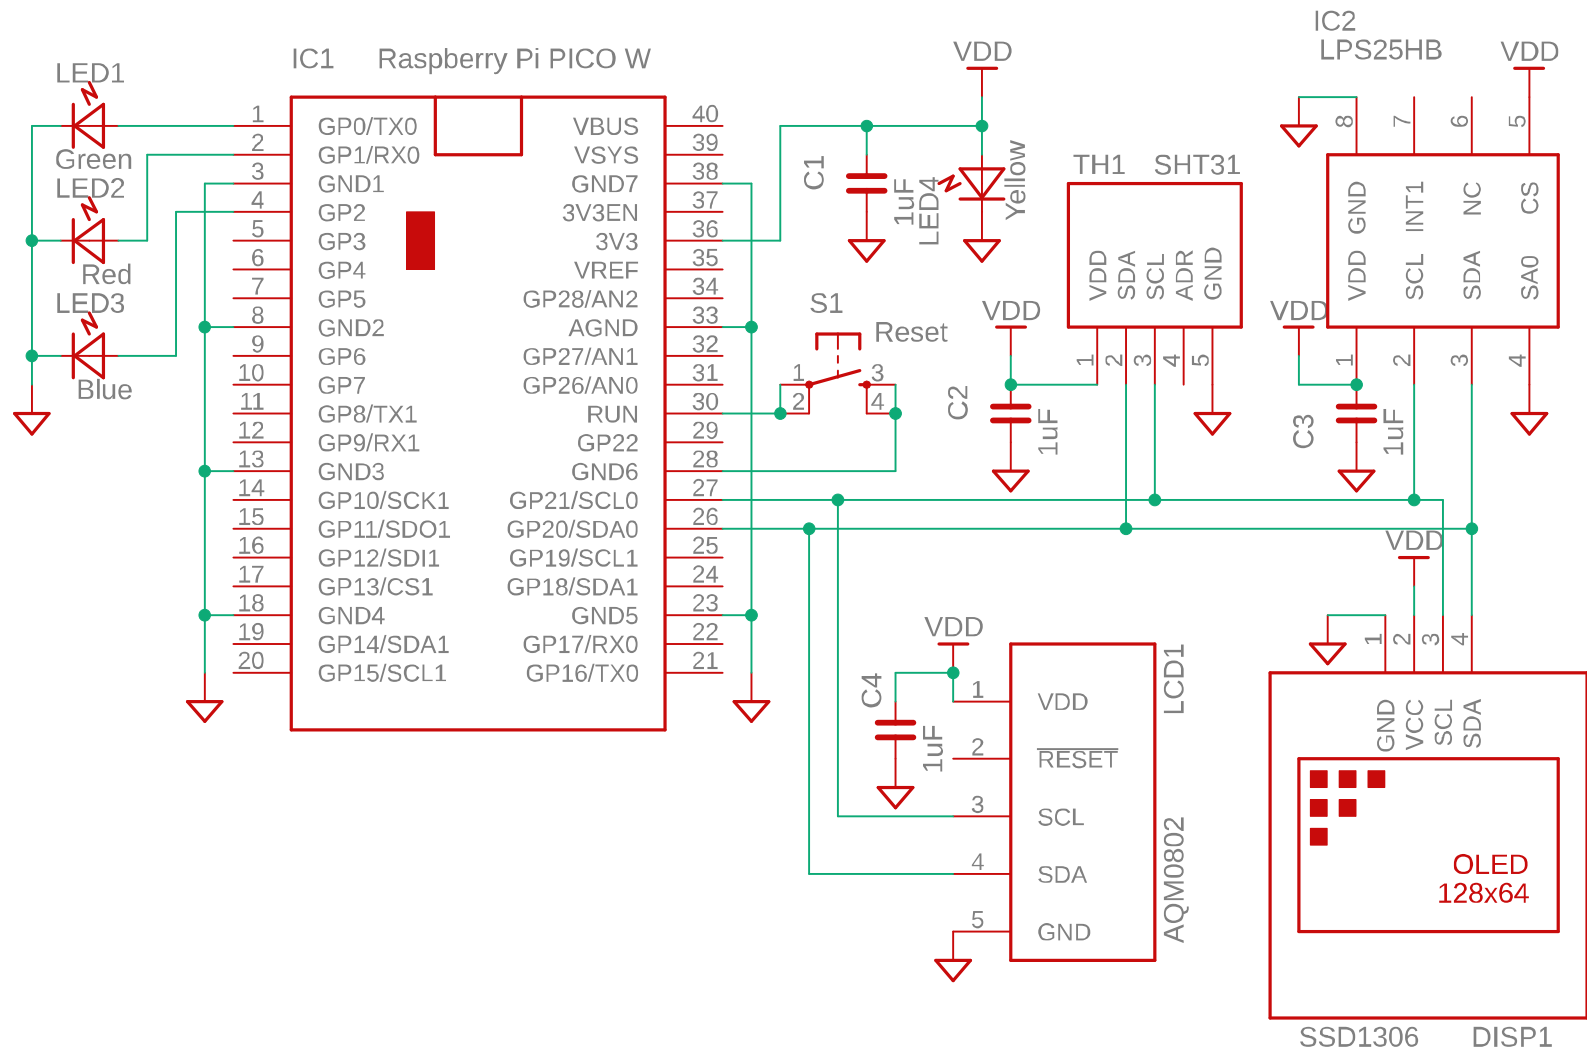 IC1 Raspberry Pi PICO W
LED1
Green
LED2
Red
LED3
Blue
1 GP0/TX0
2 GP1/RX0
3 GND1
4 GP2
5 GP3
6 GP4
7 GP5
8 GND2
9 GP6
10 GP7
11 GP8/TX1
12 GP9/RX1
13 GND3
14 GP10/SCK1
15 GP11/SDO1
16 GP12/SDI1
17 GP13/CS1
18 GND4
19 GP14/SDA1
20 GP15/SCL1
VBUS 40
VSYS 39
GND7 38
3V3EN 37
3V3 36
VREF 35
GP28/AN2 34
AGND 33
GP27/AN1 32
GP26/AN0 31
RUN 30
GP22 29
GND6 28
GP21/SCL0 27
GP20/SDA0 26
GP19/SCL1 25
GP18/SDA1 24
GND5 23
GP17/RX0 22
GP16/TX0 21
VDD
C1
1uF
LED4
Yellow
S1
Reset
1 3
2 4
TH1 SHT31
VDD SDA SCL ADR GND
1 2 3 4 5
VDD
C2
1uF
IC2
LPS25HB
VDD
8 7 6 5
GND INT1 NC CS
VDD SCL SDA SA0
1 2 3 4
VDD
C3
1uF
VDD
C4
1uF
LCD1
1 VDD
2 RESET
3 SCL
4 SDA
5 GND
AQM0802
VDD
1 2 3 4
GND VCC SCL SDA
OLED
128x64
SSD1306 DISP1